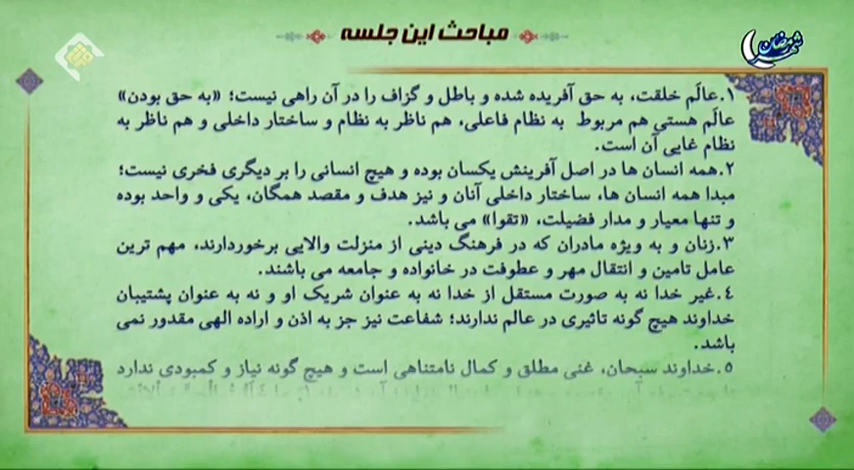 مباحث این جلسه
شهر رمضان
۱.عالَم خلقت، به حق آفریده شده و باطل و گزاف را در آن راهی نیست؛ «به حق بودن»
عالَم هستی هم مربوط به نظام فاعلی، هم ناظر به نظام و ساختار داخلی و هم ناظر به
نظام غایی آن است.
۲.همه انسان ها در اصل آفرینش یکسان بوده و هیچ انسانی را بر دیگری فخری نیست؛
مبدا همه انسان ها، ساختار داخلی آنان و نیز هدف و مقصد همگان، یکی و واحد بوده
و تنها معیار و مدار فضیلت، «تقوا» می باشد.
۳.زنان و به ویژه مادران که در فرهنگ دینی از منزلت والایی برخوردارند، مهم ترین
عامل تامین و انتقال مهر و عطوفت در خانواده و جامعه می باشند.
٤.غیر خدا نه به صورت مستقل از خدا نه به عنوان شریک او و نه به عنوان پشتیبان
خداوند هیچ گونه تاثیری در عالم ندارند؛ شفاعت نیز جز به اذن و اراده الهی مقدور نمی
باشد.
۵.خداوند سبحان، غنی مطلق و کمال نامتناهی است و هیچ گونه نیاز و کمبودی ندارد